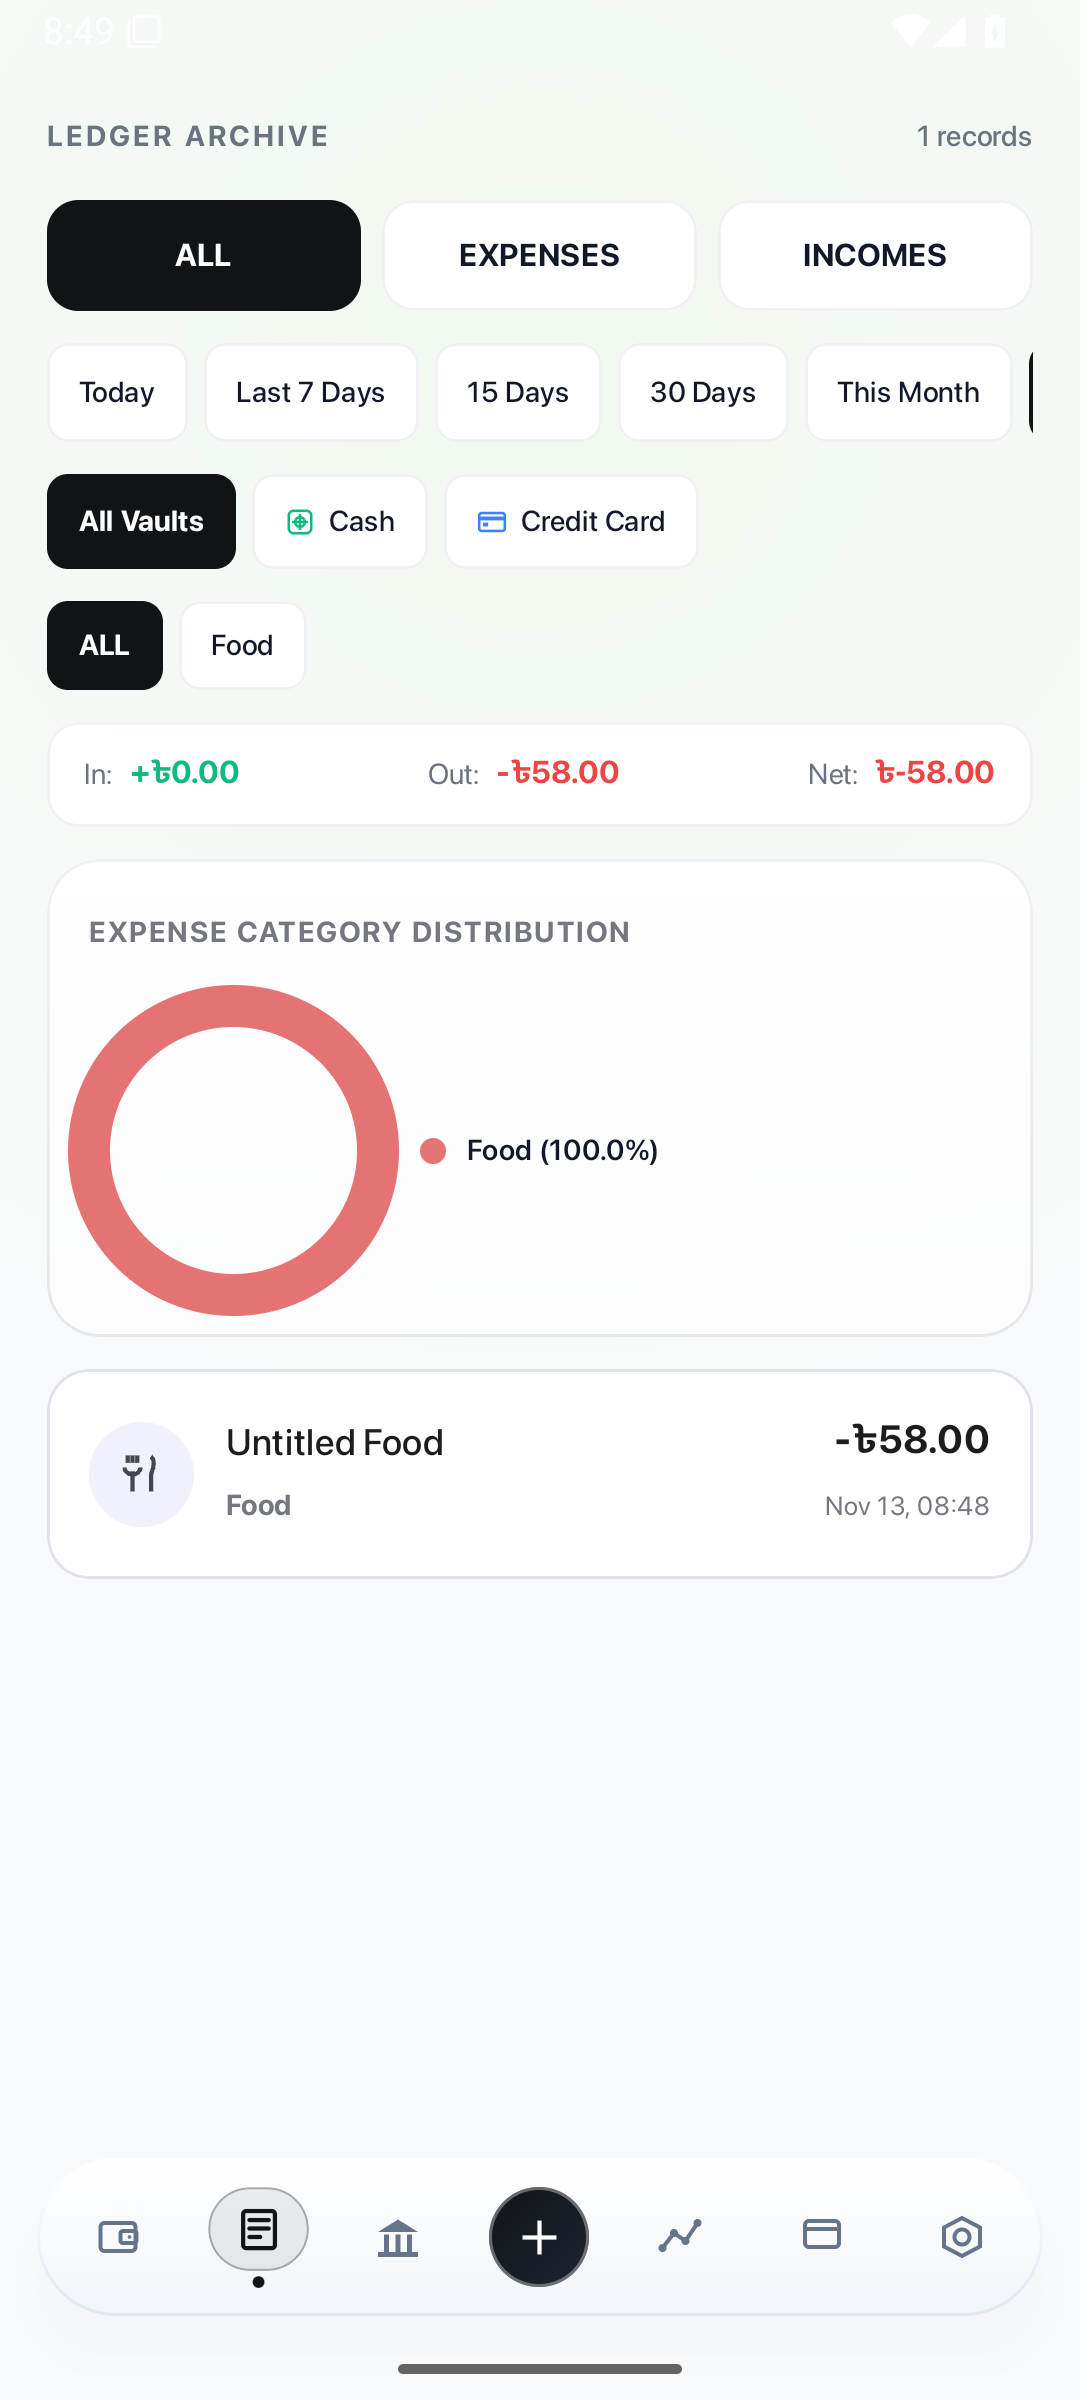 8:49
LEDGER ARCHIVE 1 records
ALL EXPENSES INCOMES
Today Last 7 Days 15 Days 30 Days This Month
All Vaults Cash Credit Card
ALL Food
In: +৳0.00 Out: -৳58.00 Net: ৳-58.00
EXPENSE CATEGORY DISTRIBUTION
Food (100.0%)
Untitled Food -৳58.00
Food Nov 13, 08:48